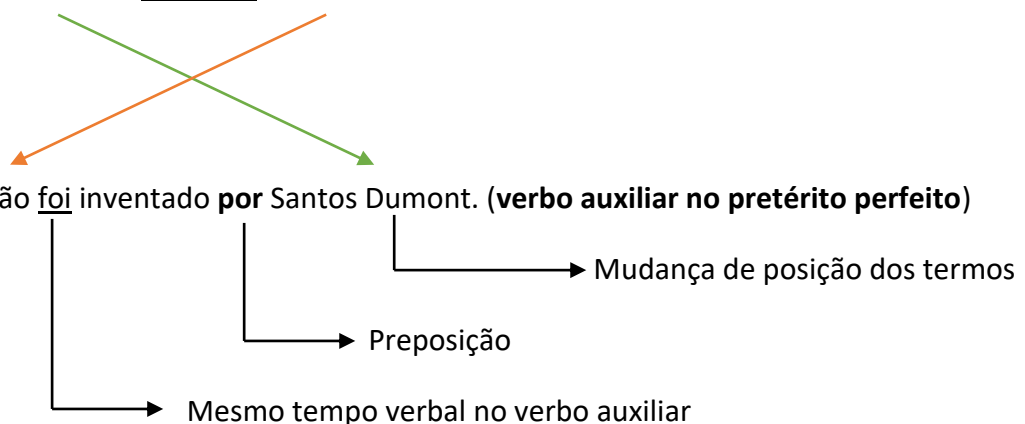 ão foi inventado por Santos Dumont. (verbo auxiliar no pretérito perfeito)
Mudança de posição dos termos
Preposição
Mesmo tempo verbal no verbo auxiliar